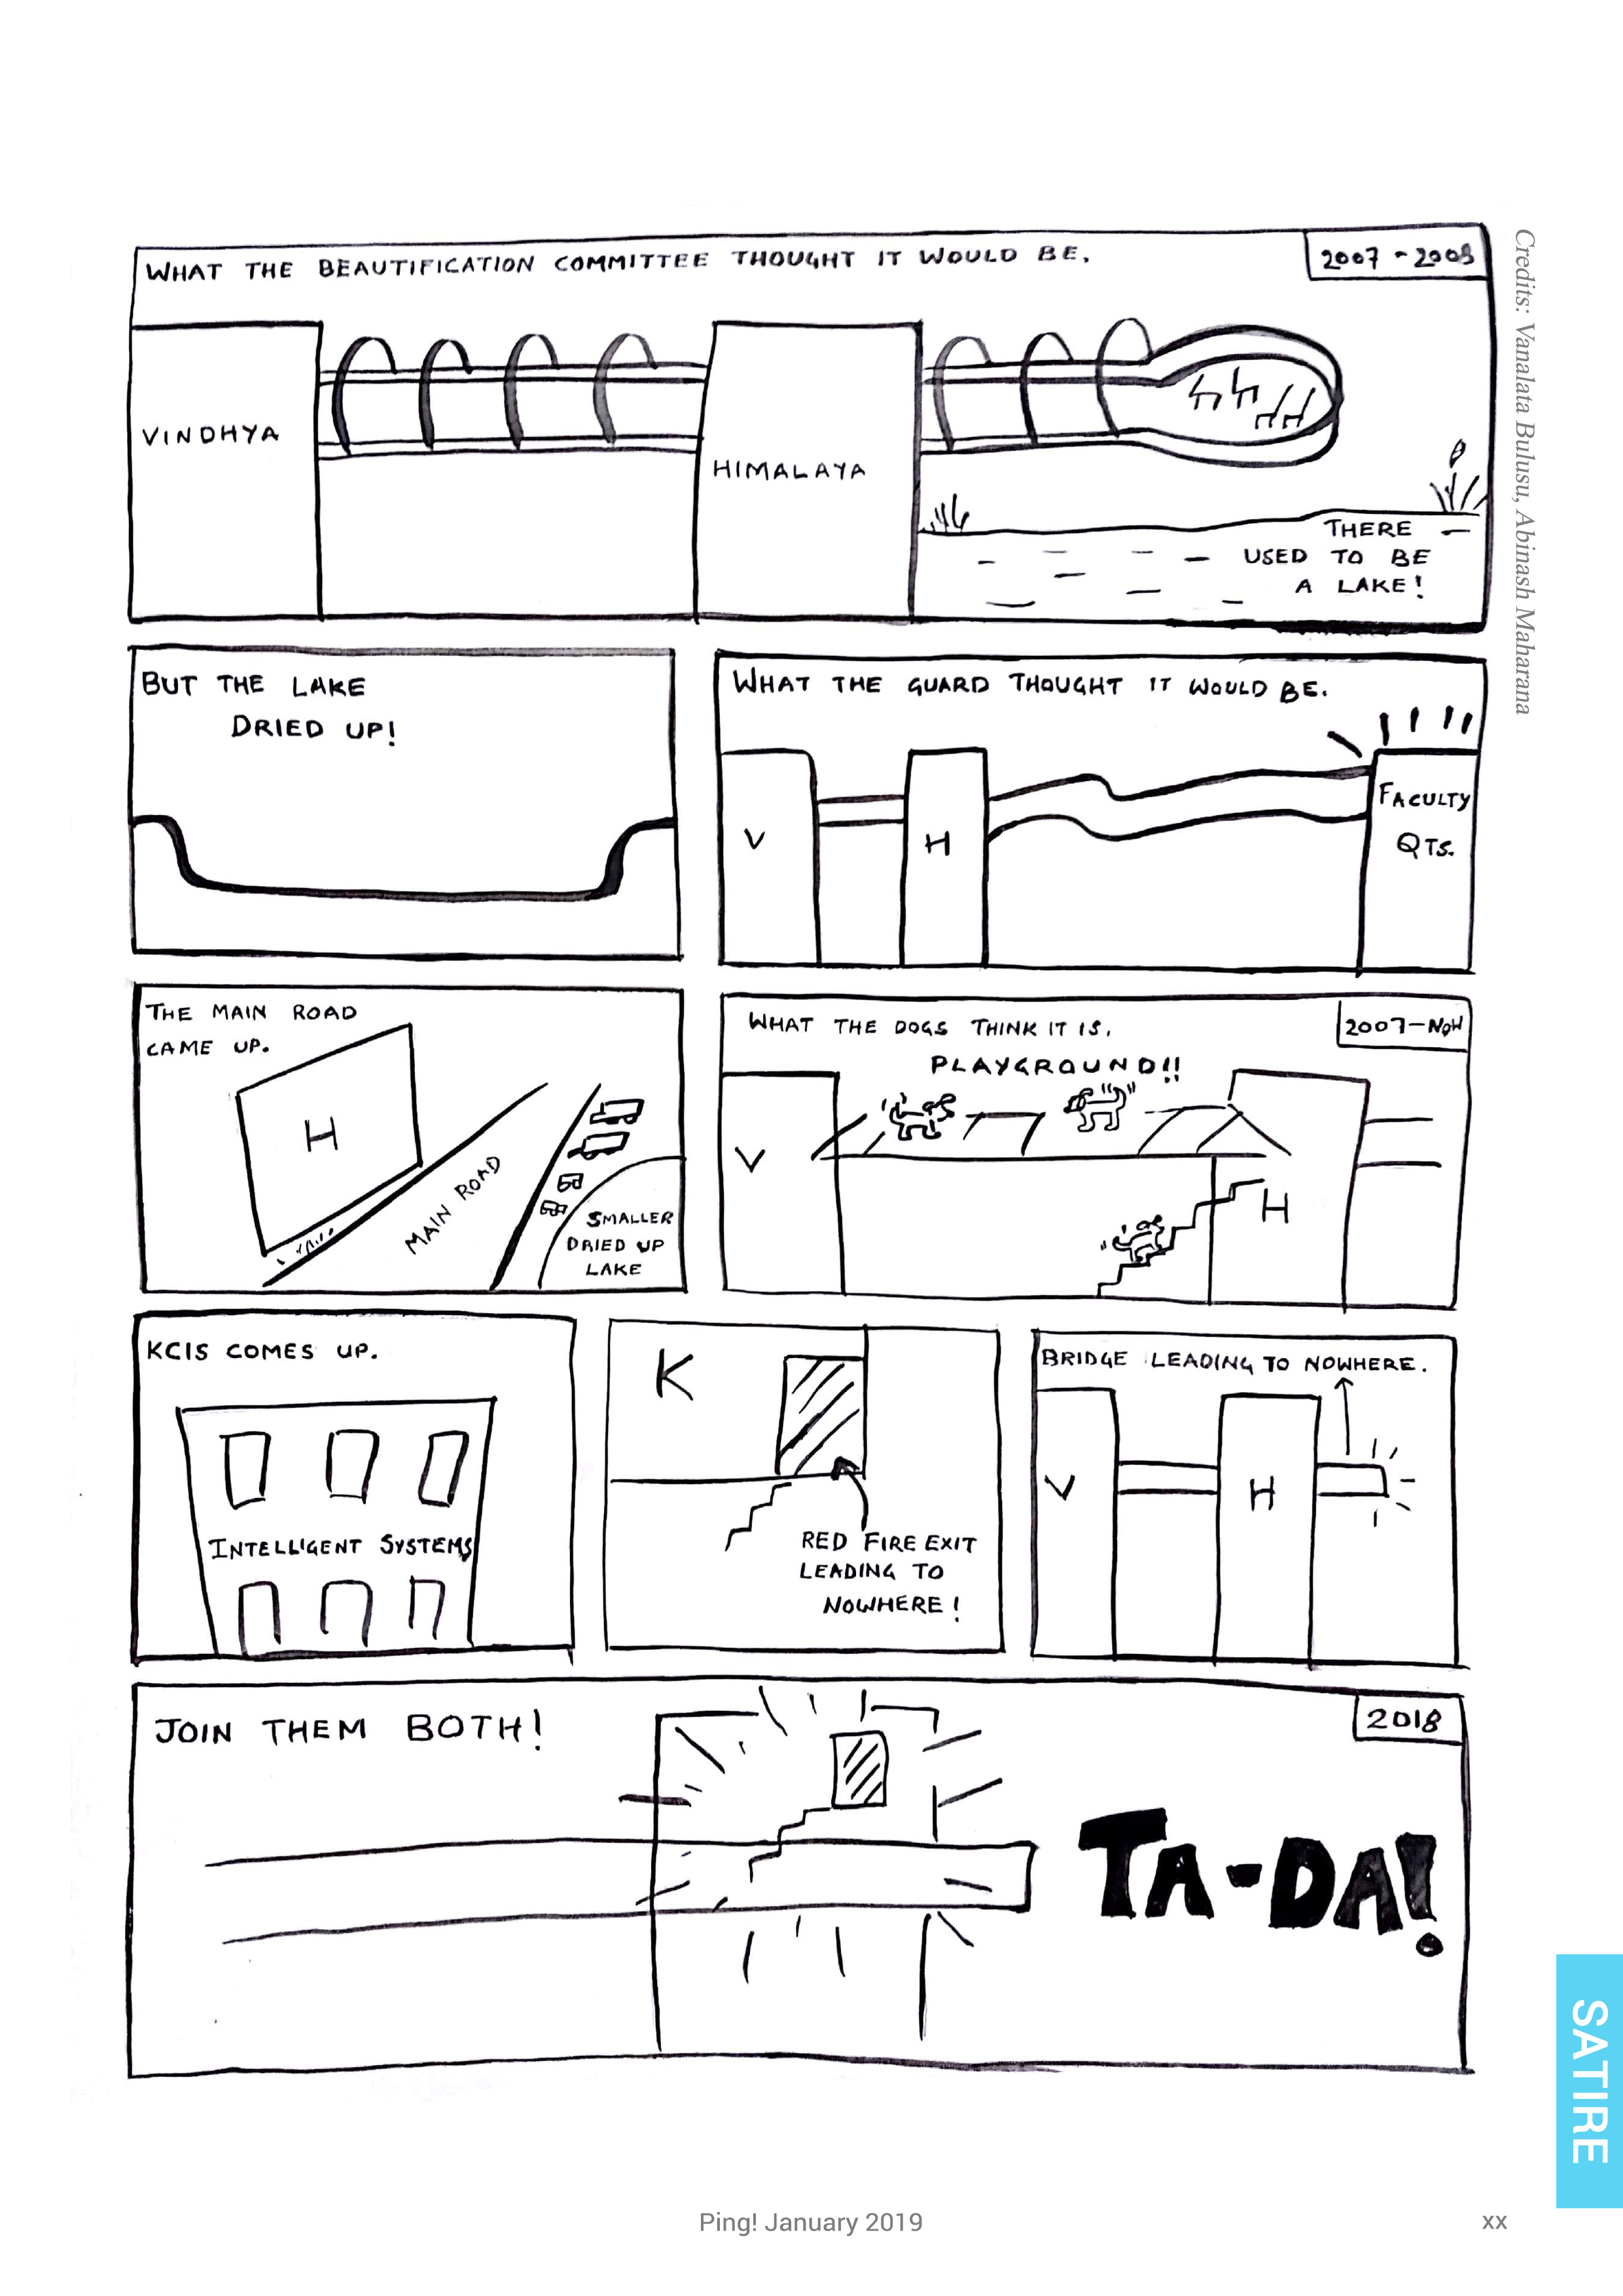 WHAT THE BEAUTIFICATION COMMITTEE THOUGHT IT WOULD BE.
2007 - 2008
VINDHYA
HIMALAYA
THERE
USED TO BE
A LAKE!
Credits: Vanalata Bulusu, Abinash Maharana
BUT THE LAKE
DRIED UP!
WHAT THE GUARD THOUGHT IT WOULD BE.
V
H
FACULTY
QTS.
THE MAIN ROAD
CAME UP.
H
MAIN ROAD
SMALLER
DRIED UP
LAKE
WHAT THE DOGS THINK IT IS.
2007-NOW
PLAYGROUND!!
V
H
KCIS COMES UP.
INTELLIGENT SYSTEMS
K
RED FIRE EXIT
LEADING TO
NOWHERE!
BRIDGE LEADING TO NOWHERE.
V
H
JOIN THEM BOTH!
2018
TA-DA!
SATIRE
Ping! January 2019
xx